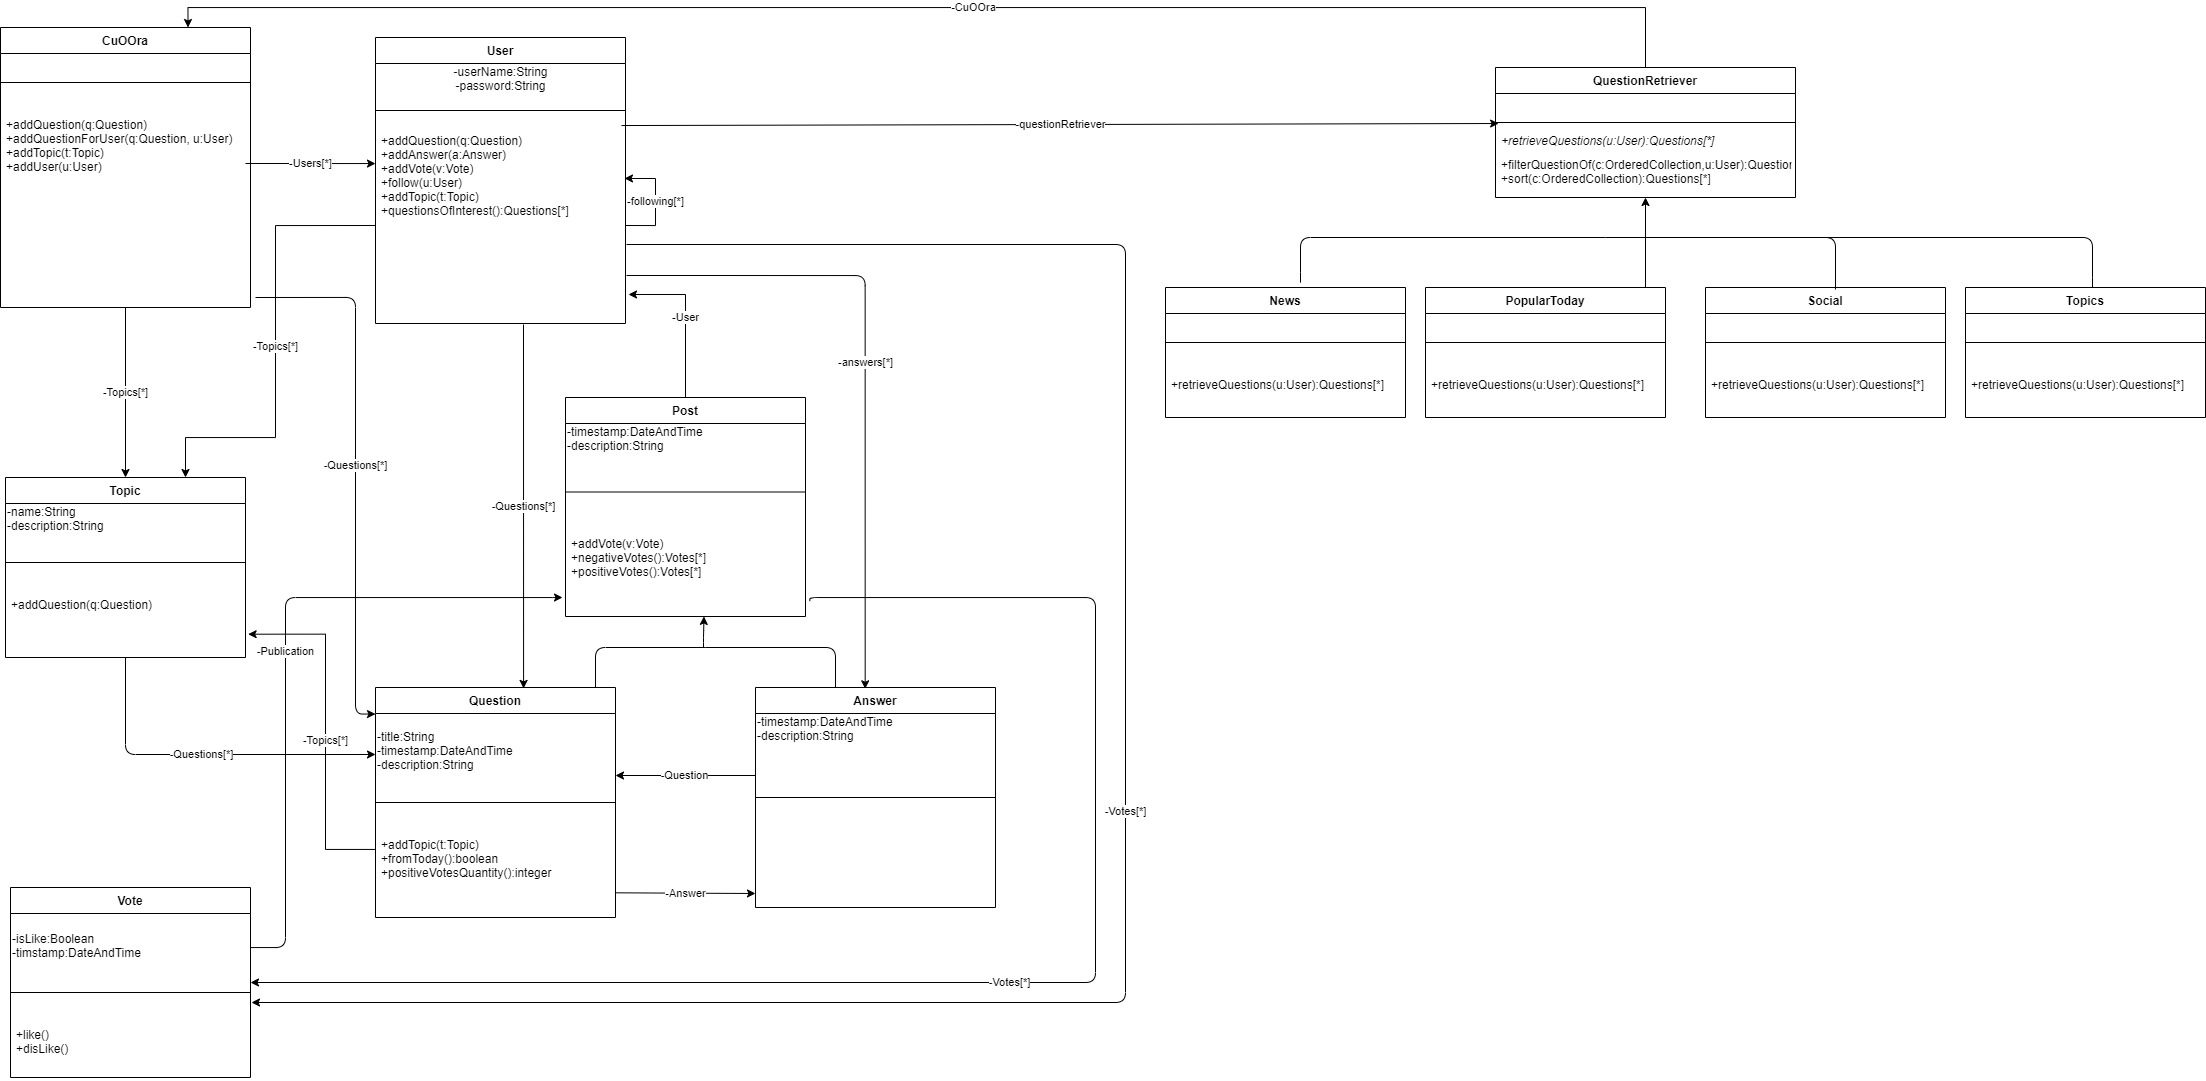 -CuOOra
CuOOra
+addQuestion(q:Question)
+addQuestionForUser(q:Question, u:User)
+addTopic(t:Topic)
+addUser(u:User)
-Users[*]
User
-userName:String
-password:String
+addQuestion(q:Question)
+addAnswer(a:Answer)
+addVote(v:Vote)
+follow(u:User)
+addTopic(t:Topic)
+questionsOfInterest():Questions[*]
-following[*]
-questionRetriever
QuestionRetriever
+retrieveQuestions(u:User):Questions[*]
+filterQuestionOf(c:OrderedCollection,u:User):Question
+sort(c:OrderedCollection):Questions[*]
News
+retrieveQuestions(u:User):Questions[*]
PopularToday
+retrieveQuestions(u:User):Questions[*]
Social
+retrieveQuestions(u:User):Questions[*]
Topics
+retrieveQuestions(u:User):Questions[*]
-User
-Topics[*]
-answers[*]
-Topics[*]
-Questions[*]
-Questions[*]
Post
-timestamp:DateAndTime
-description:String
+addVote(v:Vote)
+negativeVotes():Votes[*]
+positiveVotes():Votes[*]
Topic
-name:String
-description:String
+addQuestion(q:Question)
-Publication
-Topics[*]
-Questions[*]
Question
-title:String
-timestamp:DateAndTime
-description:String
+addTopic(t:Topic)
+fromToday():boolean
+positiveVotesQuantity():integer
-Question
-Answer
Answer
-timestamp:DateAndTime
-description:String
-Votes[*]
-Votes[*]
Vote
-isLike:Boolean
-timstamp:DateAndTime
+like()
+disLike()